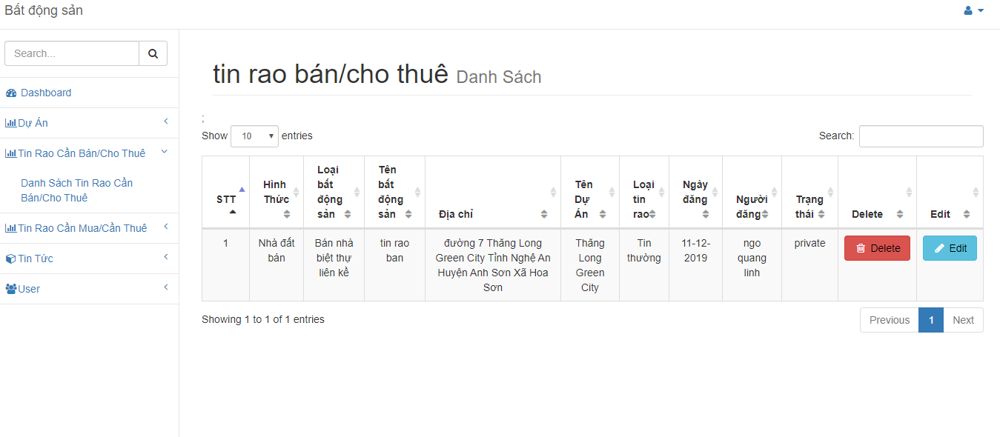 Bất động sản
Search...
Dashboard
Dự Án
Tin Rao Cần Bán/Cho Thuê
Danh Sách Tin Rao Cần
Bán/Cho Thuê
Tin Rao Cần Mua/Cần Thuê
Tin Tức
User
tin rao bán/cho thuê Danh Sách
;
Show 10 entries
Search:
STT
Hình
Thức
Loại
bất
động
sản
Tên
bất
động
sản
Địa chỉ
Tên
Dự
Án
Loại
tin
rao
Ngày
đăng
Người
đăng
Trạng
thái
Delete
Edit
1
Nhà đất
bán
Bán nhà
biệt thự
liên kề
tin rao
ban
đường 7 Thăng Long
Green City Tỉnh Nghệ An
Huyện Anh Sơn Xã Hoa
Sơn
Thăng
Long
Green
City
Tin
thường
11-12-
2019
ngo
quang
linh
private
Delete
Edit
Showing 1 to 1 of 1 entries
Previous 1 Next